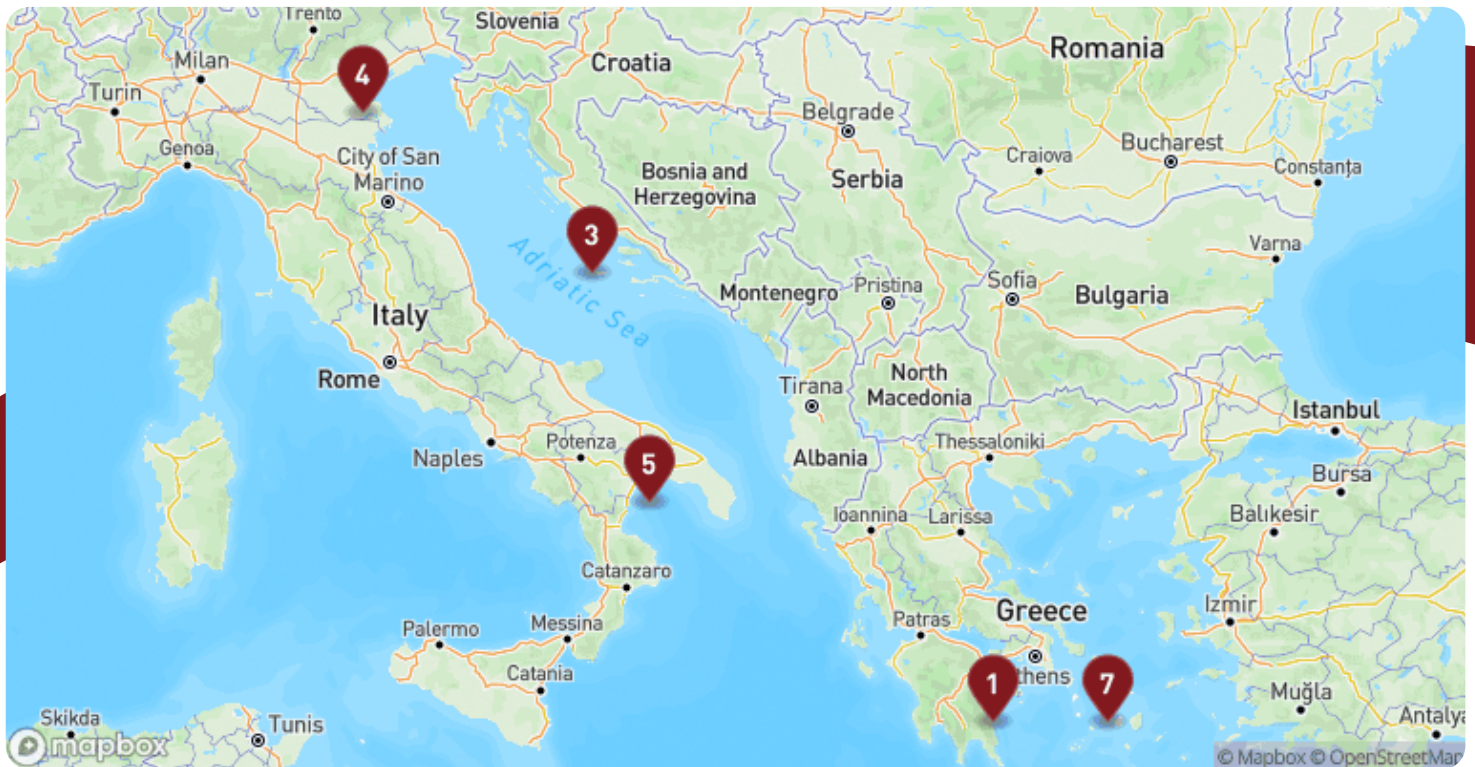 Trento
Slovenia
Romania
Milan
Croatia
4
Turin
Belgrade
Bucharest
Genoa
City of San
Marino
Craiova
Constanța
Bosnia and
Herzegovina
Serbia
3
Varna
Adriatic Sea
Montenegro
Pristina
Sofia
Bulgaria
Italy
Rome
Tirana
North
Macedonia
Istanbul
Naples
Potenza
5
Albania
Thessaloniki
Bursa
Ioannina
Larissa
Balıkesir
Catanzaro
Greece
Izmir
Palermo
Messina
Patras
Catania
1
thens
7
Muğla
Skikda
Tunis
Antalya
mapbox
© Mapbox © OpenStreetMap